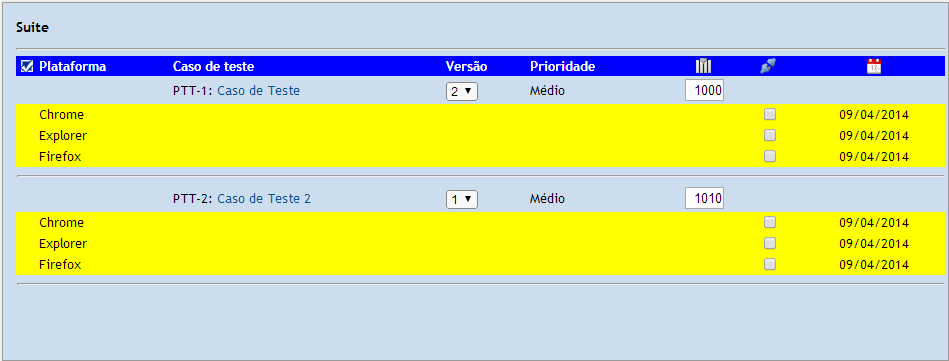 Suite
Plataforma Caso de teste Versão Prioridade
PTT-1: Caso de Teste 2 Médio 1000
Chrome 09/04/2014
Explorer 09/04/2014
Firefox 09/04/2014
PTT-2: Caso de Teste 2 1 Médio 1010
Chrome 09/04/2014
Explorer 09/04/2014
Firefox 09/04/2014